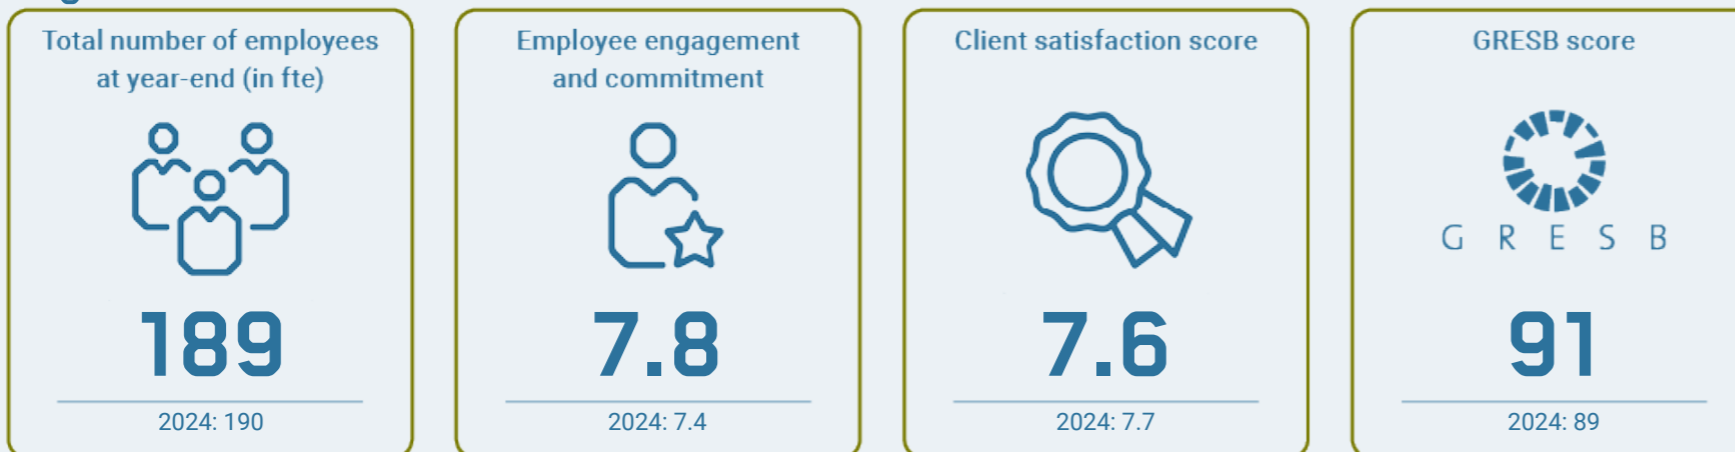 Total number of employees
at year-end (in fte)
189
2024: 190
Employee engagement
and commitment
7.8
2024: 7.4
Client satisfaction score
7.6
2024: 7.7
GRESB score
G R E S B
91
2024: 89